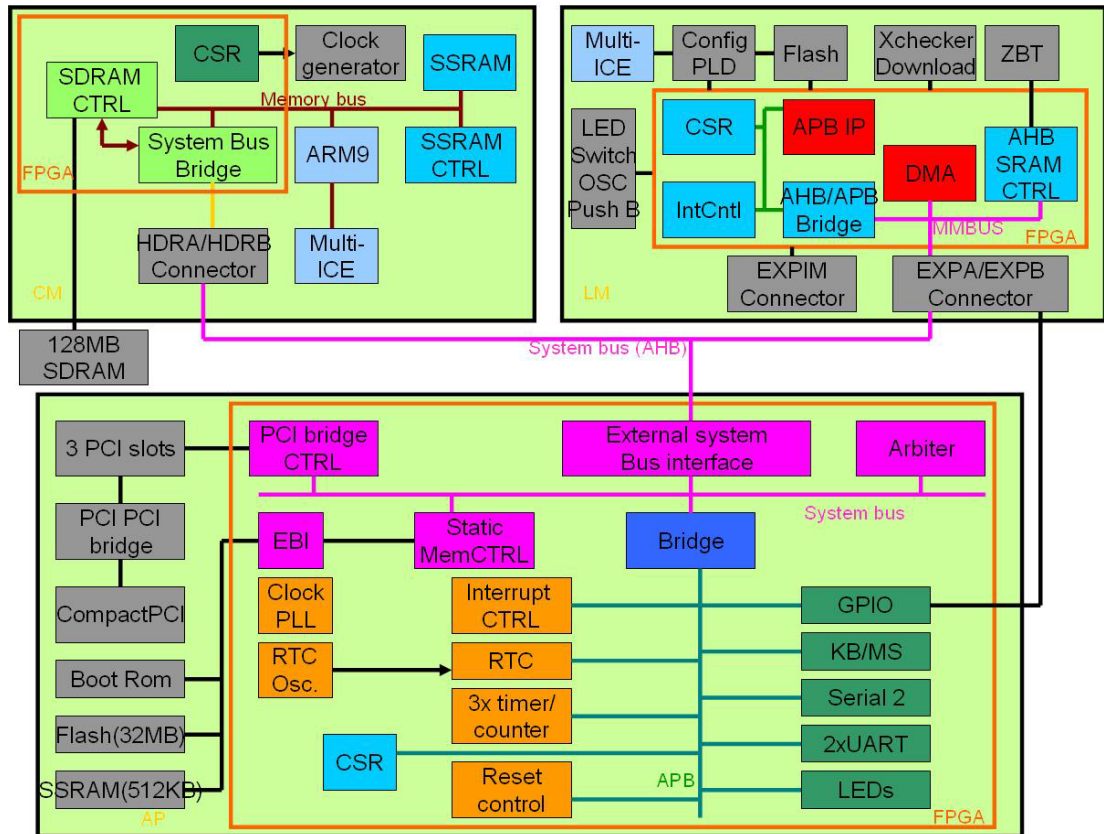 CSR
Clock
generator
SSRAM
SDRAM
CTRL
Memory bus
System Bus
Bridge
ARM9
SSRAM
CTRL
FPGA
HDRA/HDRB
Connector
Multi-
ICE
CM
128MB
SDRAM
Multi-
ICE
Config
PLD
Flash
Xchecker
Download
ZBT
LED
Switch
OSC
Push B
CSR
APB IP
DMA
AHB
SRAM
CTRL
IntCntl
AHB/APB
Bridge
MMBUS
FPGA
EXPIM
Connector
EXPA/EXPB
Connector
LM
System bus (AHB)
3 PCI slots
PCI bridge
CTRL
External system
Bus interface
Arbiter
System bus
PCI PCI
bridge
EBI
Static
MemCTRL
Bridge
CompactPCI
Clock
PLL
Interrupt
CTRL
GPIO
Boot Rom
RTC
Osc.
RTC
KB/MS
Flash(32MB)
3x timer/
counter
Serial 2
CSR
2xUART
SSRAM(512KB)
Reset
control
APB
LEDs
AP
FPGA